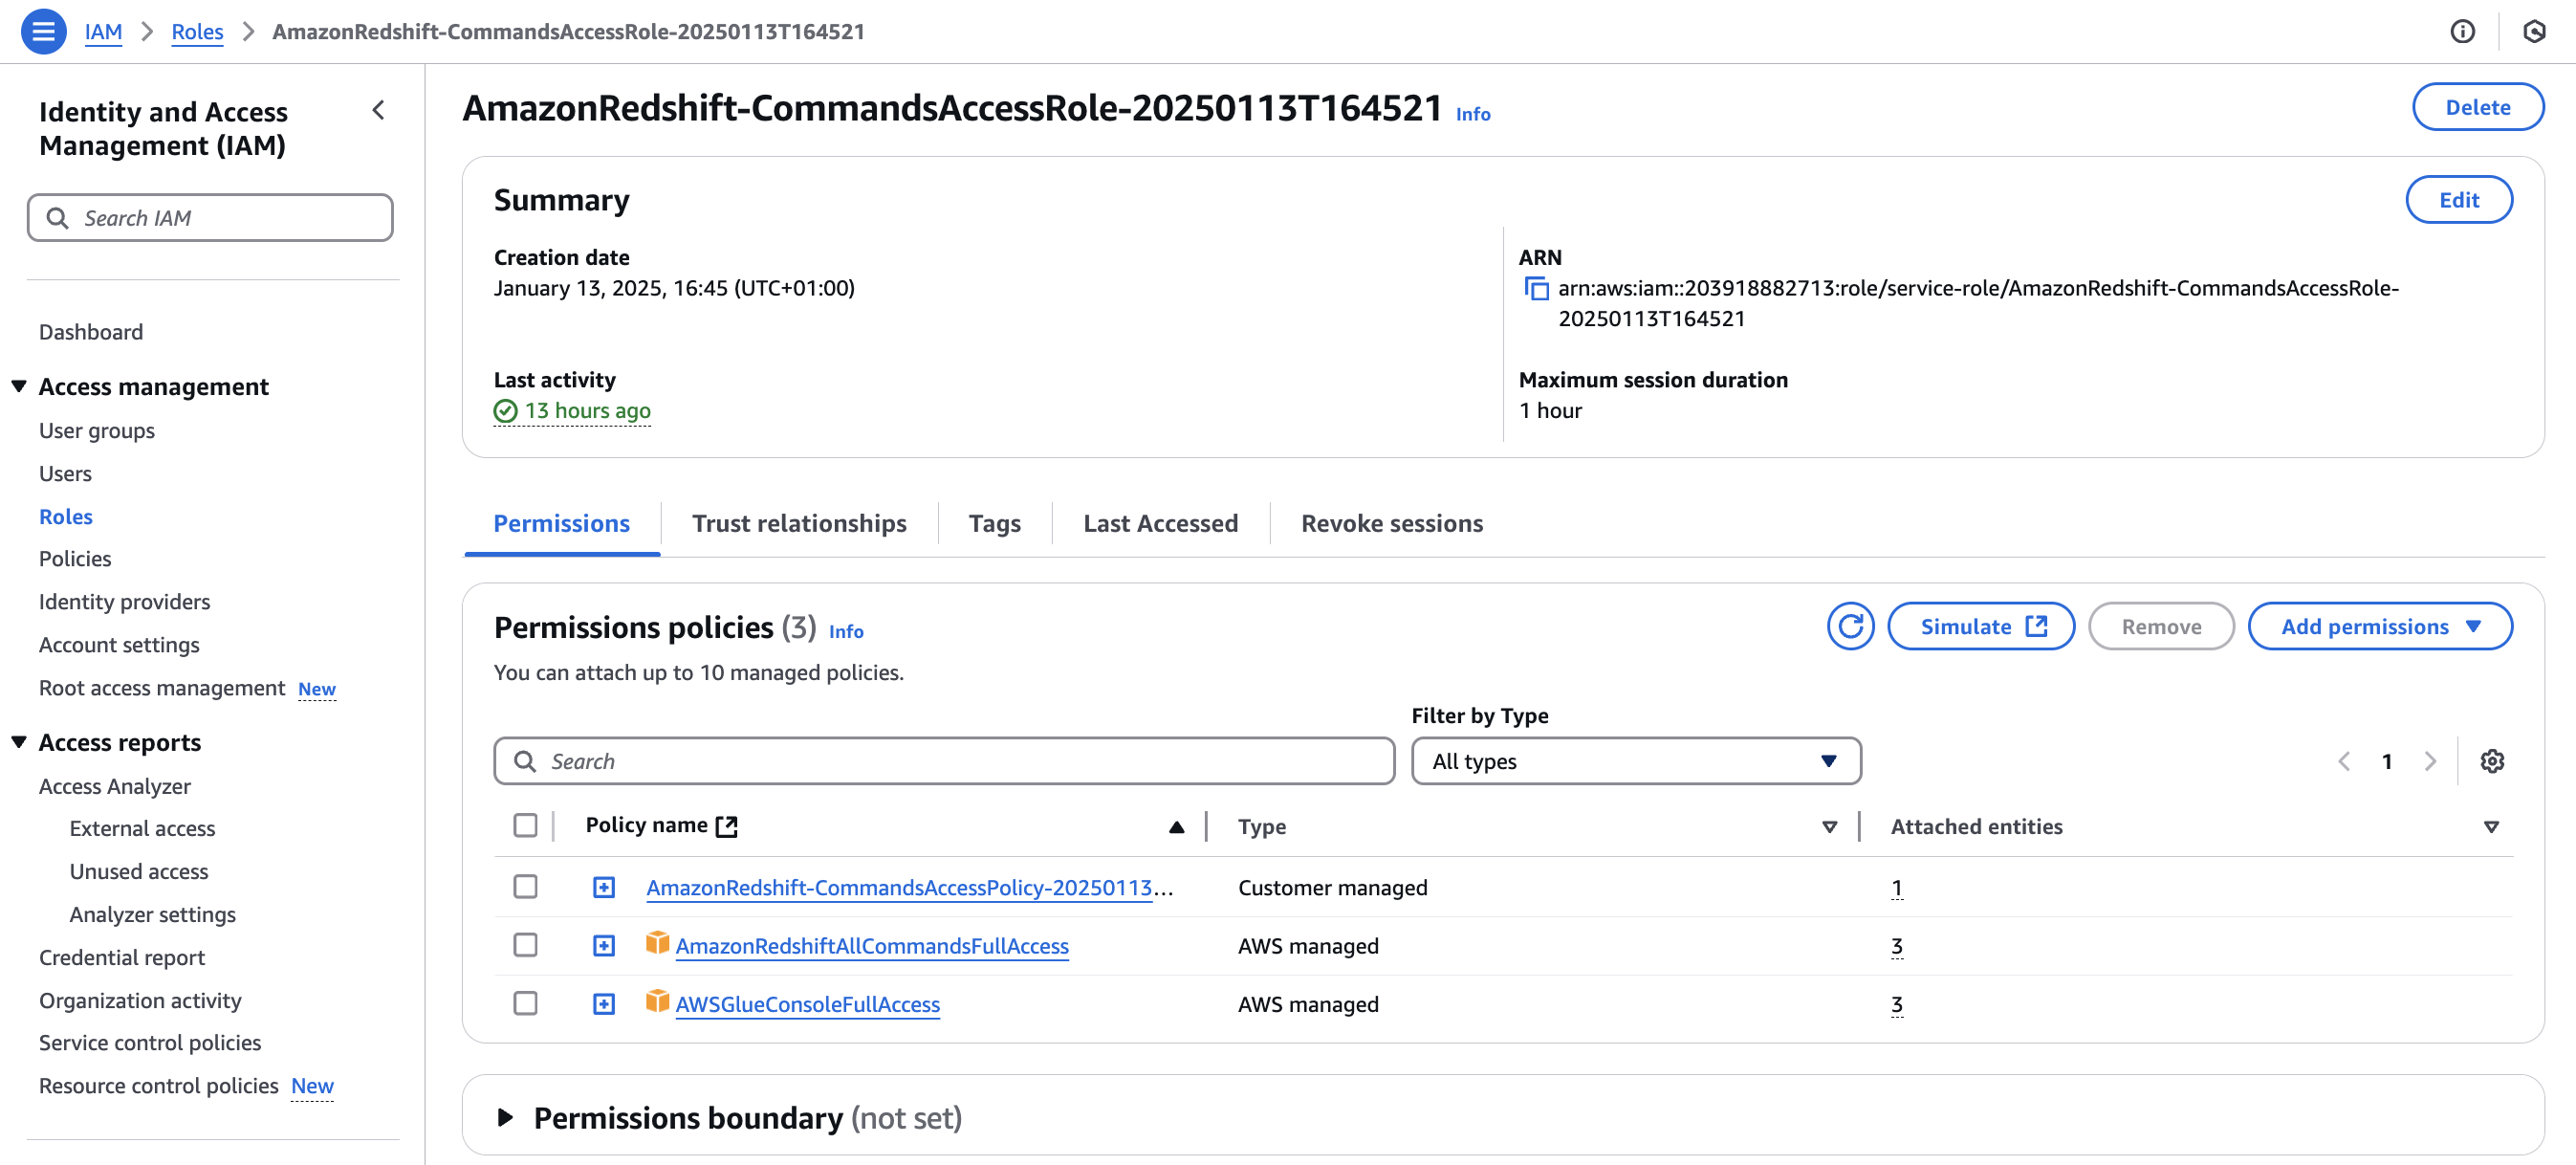 IAM > Roles > AmazonRedshift-CommandsAccessRole-20250113T164521
Identity and Access
Management (IAM)
Search IAM
Dashboard
Access management
User groups
Users
Roles
Policies
Identity providers
Account settings
Root access management New
Access reports
Access Analyzer
External access
Unused access
Analyzer settings
Credential report
Organization activity
Service control policies
Resource control policies New
AmazonRedshift-CommandsAccessRole-20250113T164521 Info
Delete
Summary
Edit
Creation date
January 13, 2025, 16:45 (UTC+01:00)
ARN
arn:aws:iam::203918882713:role/service-role/AmazonRedshift-CommandsAccessRole-
20250113T164521
Last activity
13 hours ago
Maximum session duration
1 hour
Permissions Trust relationships Tags Last Accessed Revoke sessions
Permissions policies (3) Info
Simulate Remove Add permissions
You can attach up to 10 managed policies.
Filter by Type
Search All types 1
Policy name Type Attached entities
AmazonRedshift-CommandsAccessPolicy-20250113... Customer managed 1
AmazonRedshiftAllCommandsFullAccess AWS managed 3
AWSGlueConsoleFullAccess AWS managed 3
Permissions boundary (not set)